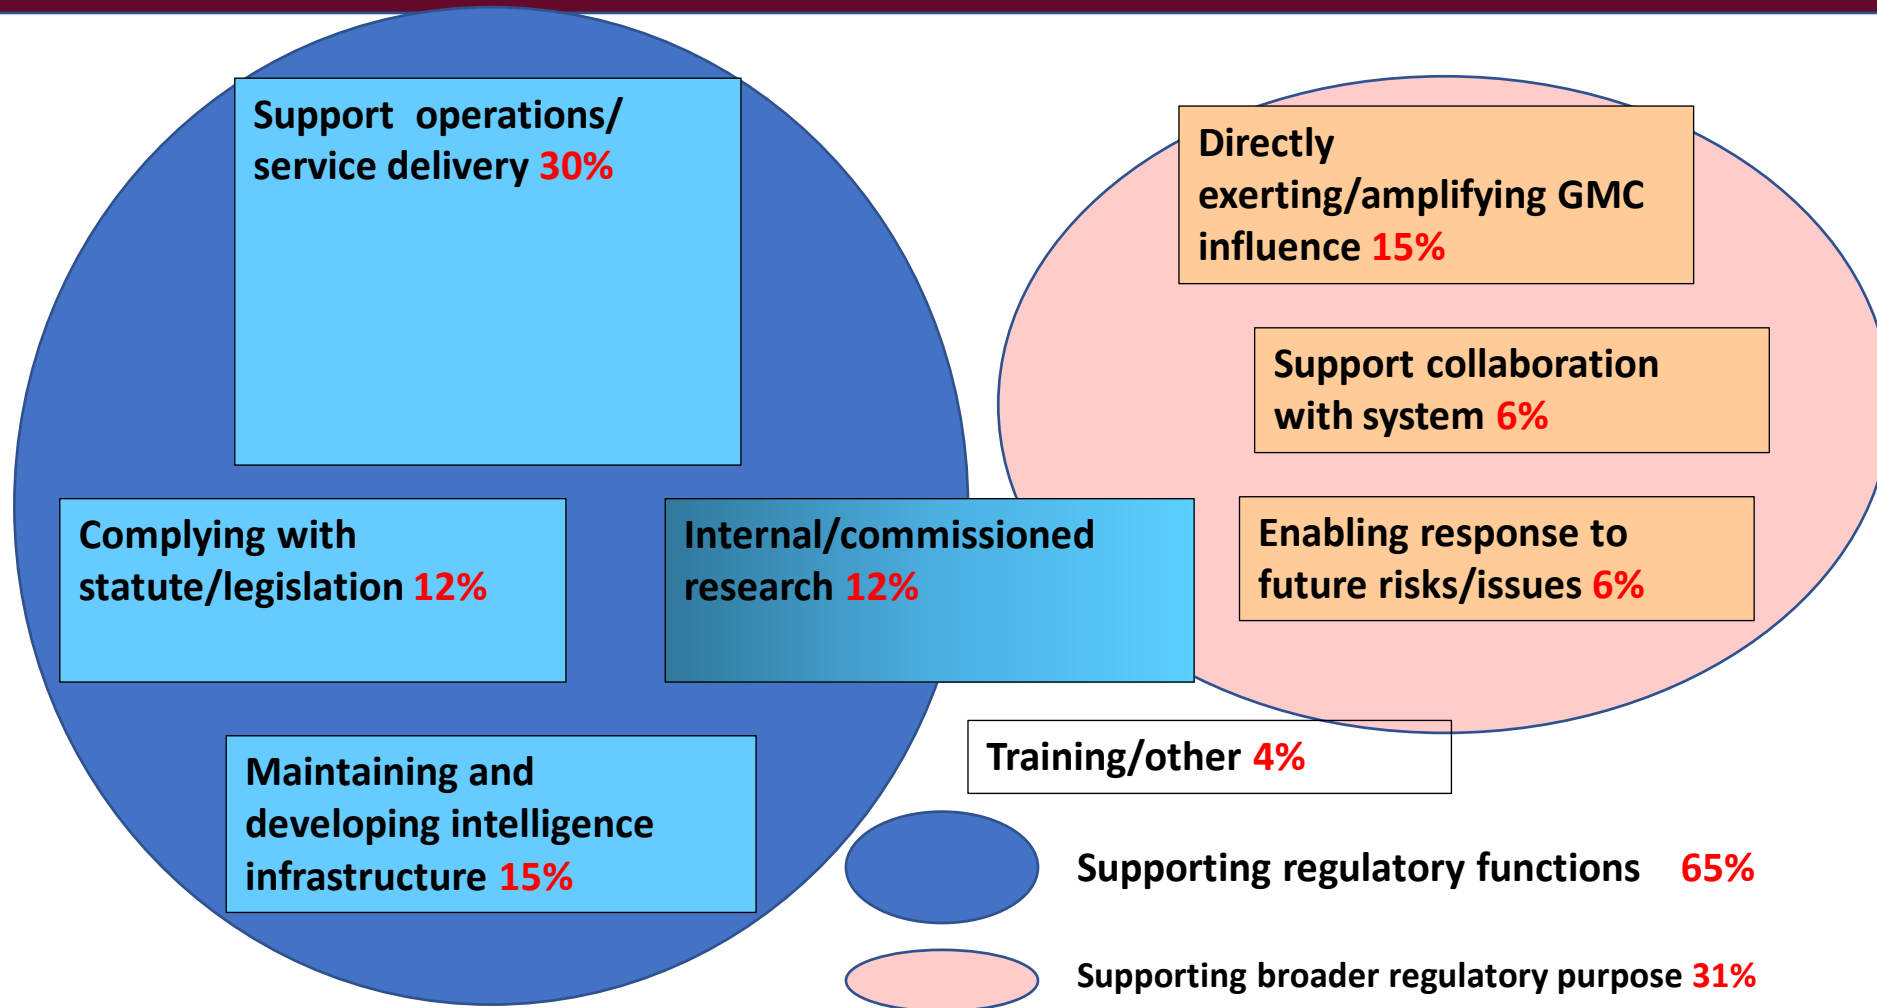 Support operations/
service delivery 30%
Directly
exerting/amplifying GMC
influence 15%
Support collaboration
with system 6%
Complying with
statute/legislation 12%
Internal/commissioned
research 12%
Enabling response to
future risks/issues 6%
Maintaining and
developing intelligence
infrastructure 15%
Training/other 4%
Supporting regulatory functions 65%
Supporting broader regulatory purpose 31%